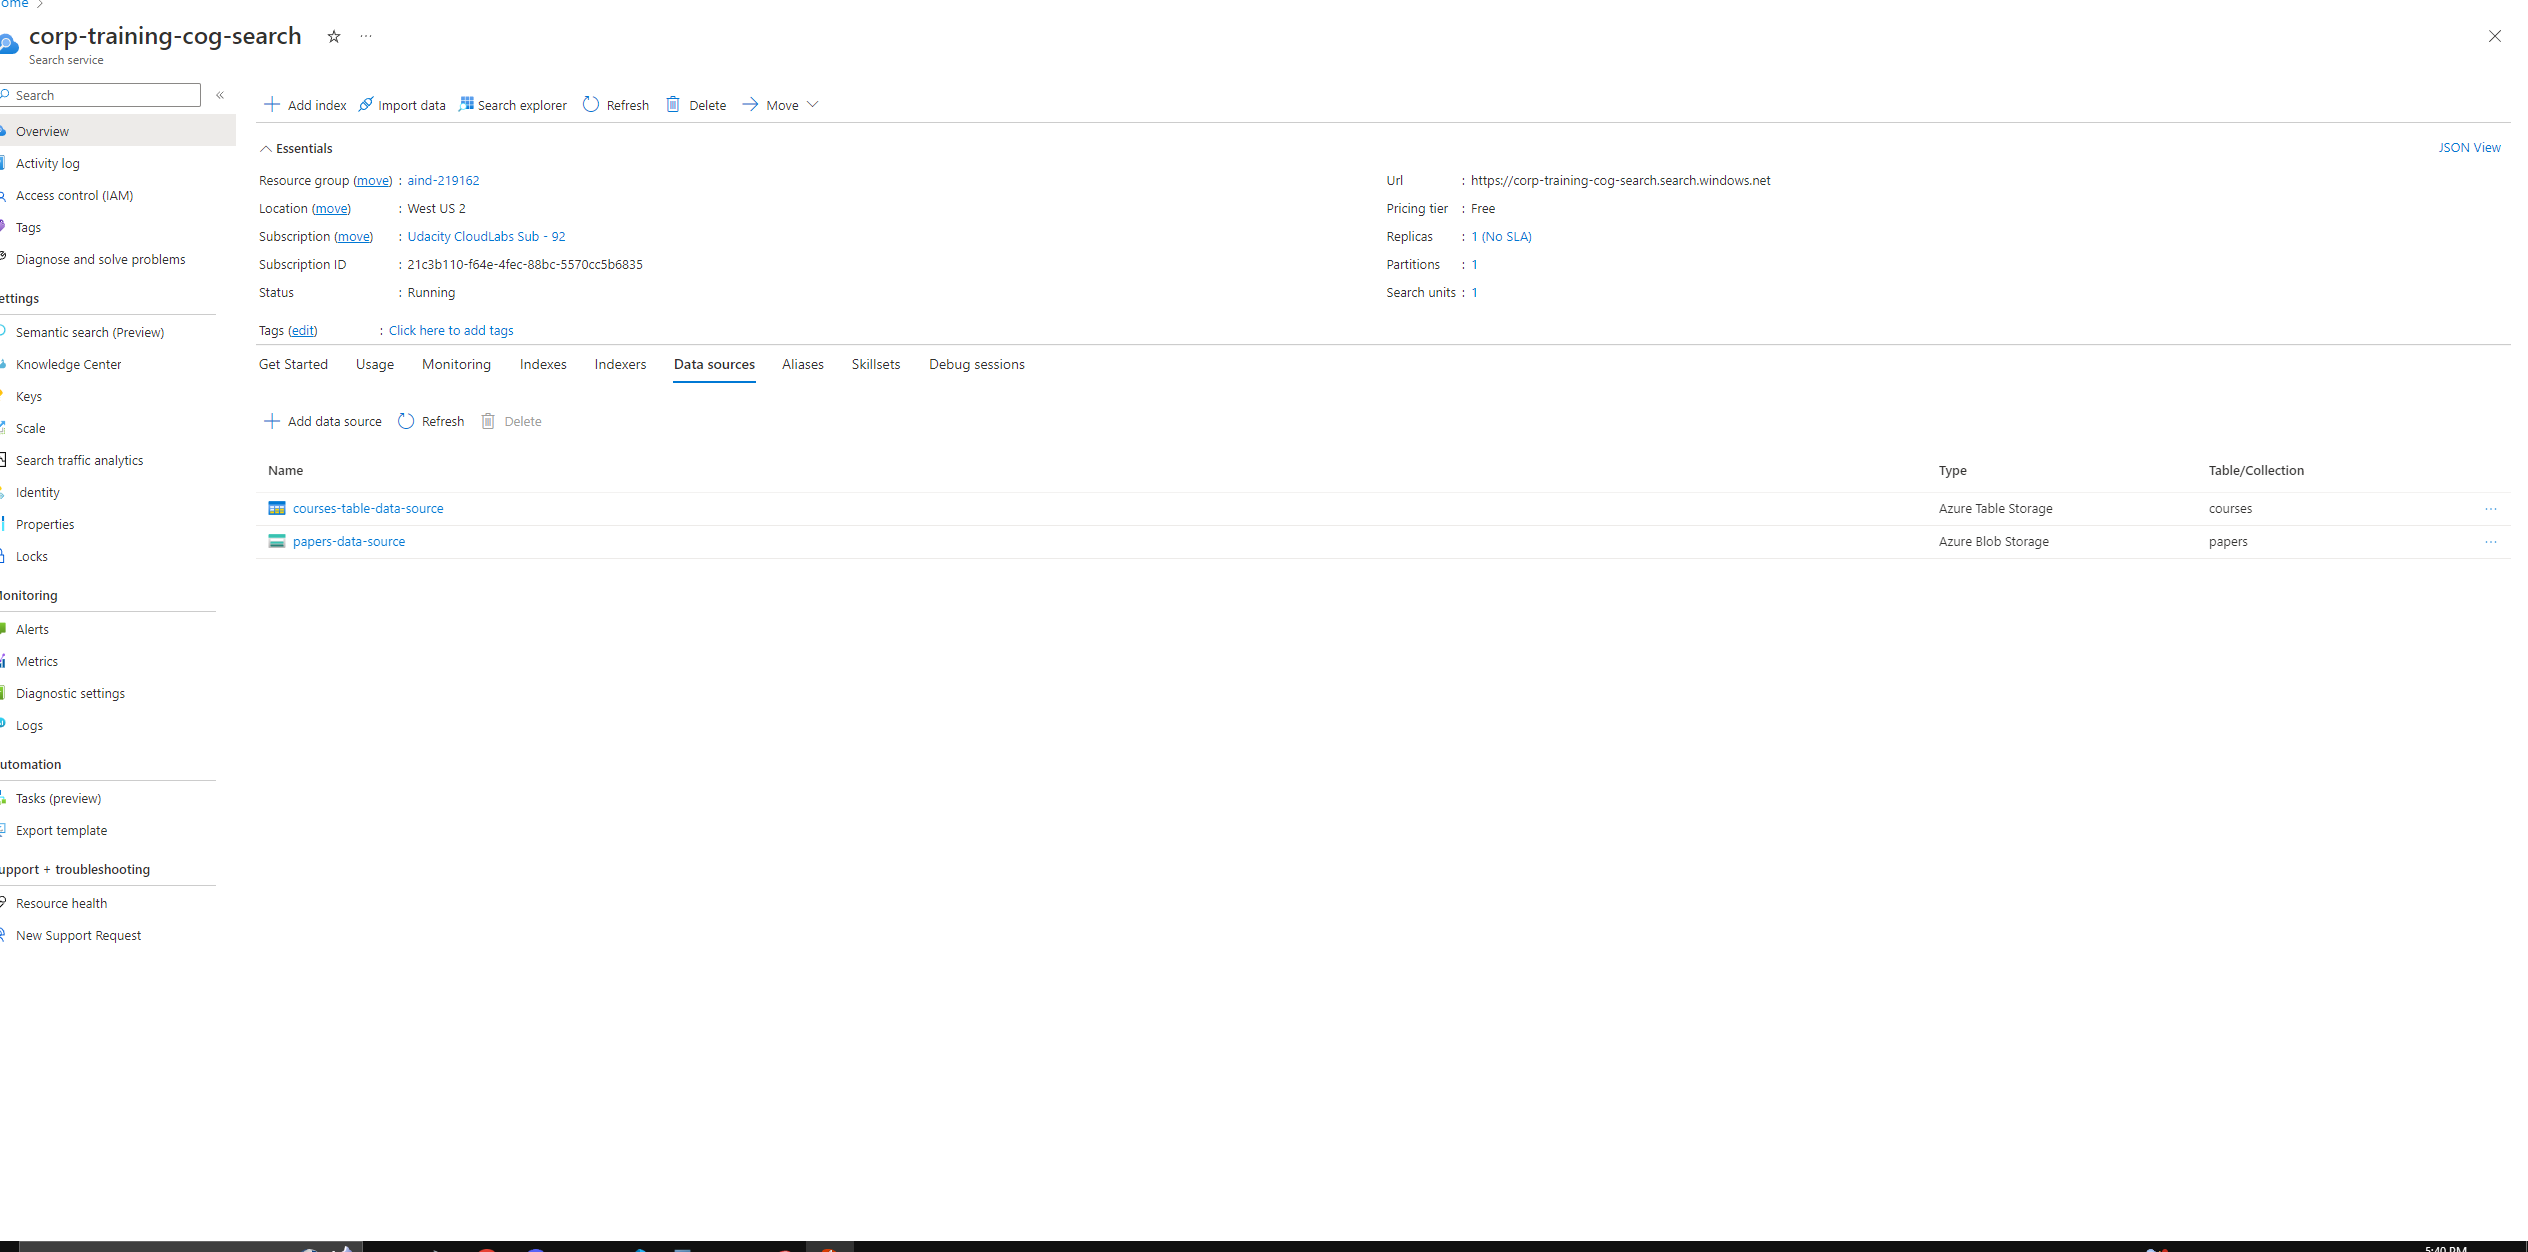 ome >
corp-training-cog-search ☆ ···
Search service
Search «
Overview
Activity log
Access control (IAM)
Tags
Diagnose and solve problems
ettings
Semantic search (Preview)
Knowledge Center
Keys
Scale
Search traffic analytics
Identity
Properties
Locks
onitoring
Alerts
Metrics
Diagnostic settings
Logs
utomation
Tasks (preview)
Export template
upport + troubleshooting
Resource health
New Support Request
Add index Import data Search explorer Refresh Delete Move
Essentials JSON View
Resource group (move) : aind-219162
Location (move) : West US 2
Subscription (move) : Udacity CloudLabs Sub - 92
Subscription ID : 21c3b110-f64e-4fec-88bc-5570cc5b6835
Status : Running
Url : https://corp-training-cog-search.search.windows.net
Pricing tier : Free
Replicas : 1 (No SLA)
Partitions : 1
Search units : 1
Tags (edit) : Click here to add tags
Get Started Usage Monitoring Indexes Indexers Data sources Aliases Skillsets Debug sessions
Add data source Refresh Delete
Name Type Table/Collection
courses-table-data-source Azure Table Storage courses ···
papers-data-source Azure Blob Storage papers ···
5:40 PM